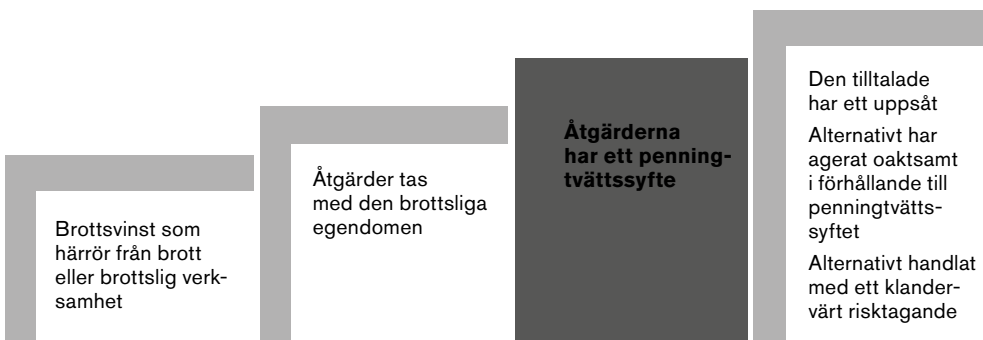 Brottsvinst som
härrör från brott
eller brottslig verk-
samhet
Åtgärder tas
med den brottsliga
egendomen
Åtgärderna
har ett penning-
tvättssyfte
Den tilltalade
har ett uppsåt
Alternativt har
agerat oaktsamt
i förhållande till
penningtvätts-
syftet
Alternativt handlat
med ett klander-
värt risktagande